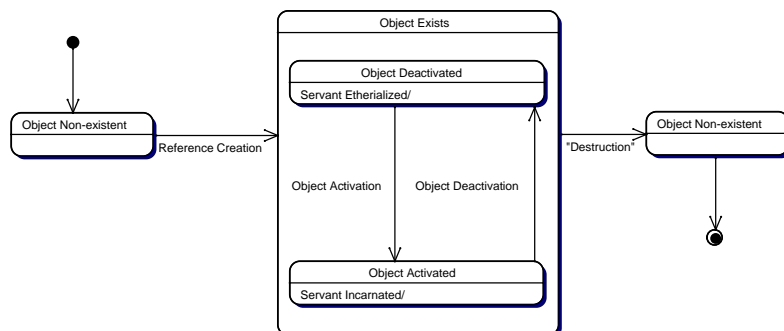 Object Exists
Object Deactivated
Servant Etherialized/
Object Non-existent
Reference Creation
Object Non-existent
"Destruction"
Object Activation
Object Deactivation
Object Activated
Servant Incarnated/